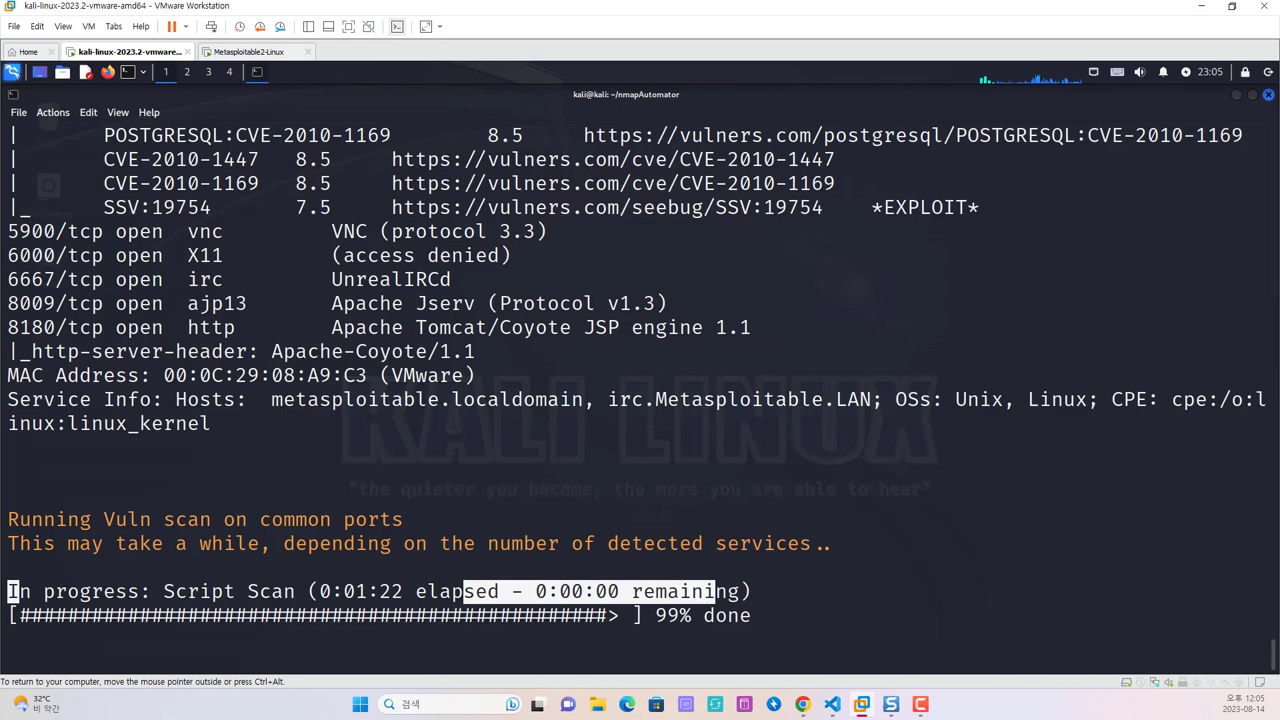 kali-linux-2023.2-vmware-amd64 - VMware Workstation
File Edit View VM Tabs Help
Home kali-linux-2023.2-vmware... Metasploitable2-Linux
1 2 3 4 23:05
kali@kali: ~/nmapAutomator
File Actions Edit View Help
| POSTGRESQL:CVE-2010-1169 8.5 https://vulners.com/postgresql/POSTGRESQL:CVE-2010-1169
| CVE-2010-1447 8.5 https://vulners.com/cve/CVE-2010-1447
| CVE-2010-1169 8.5 https://vulners.com/cve/CVE-2010-1169
|_ SSV:19754 7.5 https://vulners.com/seebug/SSV:19754 *EXPLOIT*
5900/tcp open vnc VNC (protocol 3.3)
6000/tcp open X11 (access denied)
6667/tcp open irc UnrealIRCd
8009/tcp open ajp13 Apache Jserv (Protocol v1.3)
8180/tcp open http Apache Tomcat/Coyote JSP engine 1.1
|_http-server-header: Apache-Coyote/1.1
MAC Address: 00:0C:29:08:A9:C3 (VMware)
Service Info: Hosts: metasploitable.localdomain, irc.Metasploitable.LAN; OSs: Unix, Linux; CPE: cpe:/o:l
inux:linux_kernel
KALI LINUX
"the quieter you become, the more you are able to hear"
Running Vuln scan on common ports
This may take a while, depending on the number of detected services..
In progress: Script Scan (0:01:22 elapsed - 0:00:00 remaining)
[#################################################> ] 99% done
To return to your computer, move the mouse pointer outside or press Ctrl+Alt.
32℃
비 약간
검색
오후 12:05
2023-08-14